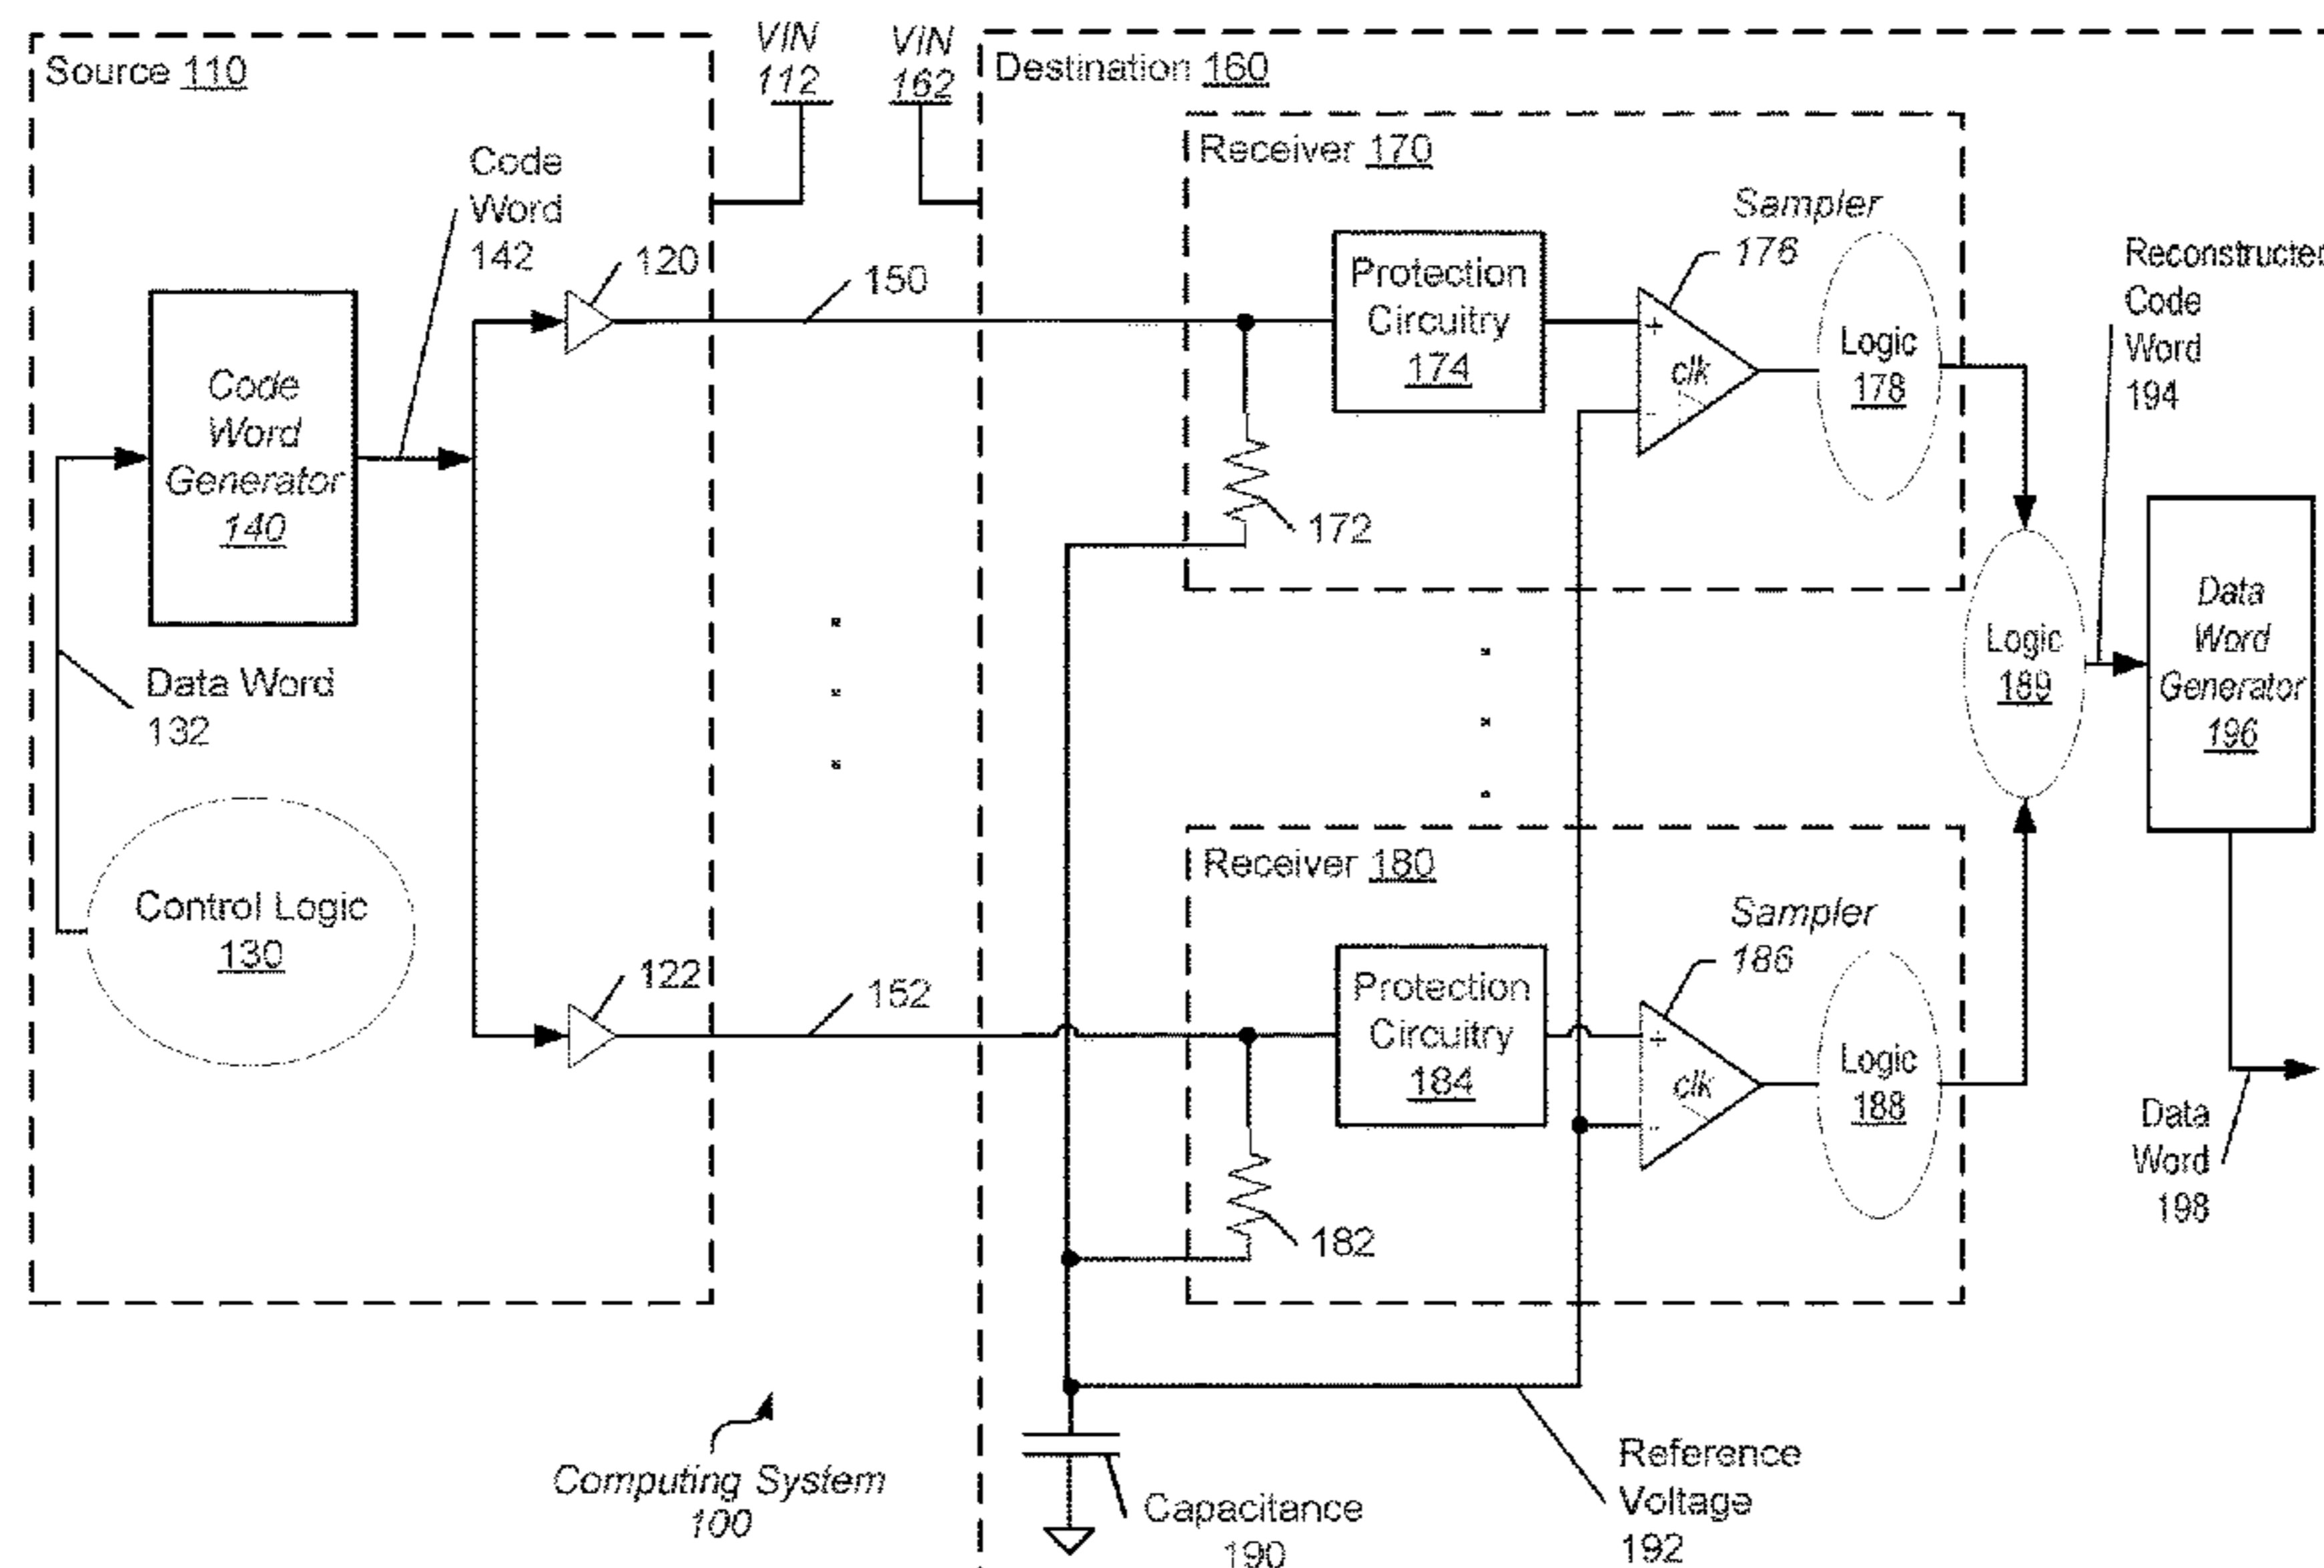 Source 110
VIN
112
VIN
162
Destination 160
Receiver 170
Code
Word
142
120
150
Sampler
176
Protection
Circuitry
174
+
-
clk
Logic
178
Reconstructed
Code
Word
194
Code
Word
Generator
140
172
Data Word
132
Logic
189
Data
Word
Generator
196
Control Logic
130
Receiver 180
122
152
Sampler
186
Protection
Circuitry
184
+
-
clk
Logic
188
182
Data
Word
198
Computing System
100
Capacitance
190
Reference
Voltage
192